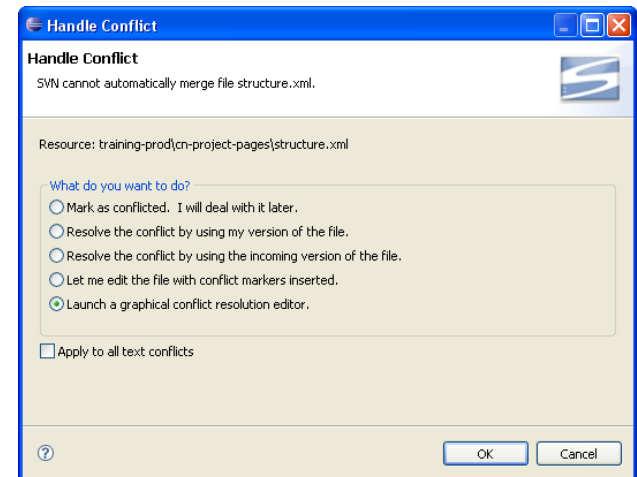 Handle Conflict
Handle Conflict
SVN cannot automatically merge file structure.xml.
Resource: training-prod\cn-project-pages\structure.xml
What do you want to do?
Mark as conflicted. I will deal with it later.
Resolve the conflict by using my version of the file.
Resolve the conflict by using the incoming version of the file.
Let me edit the file with conflict markers inserted.
Launch a graphical conflict resolution editor.
Apply to all text conflicts
OK Cancel